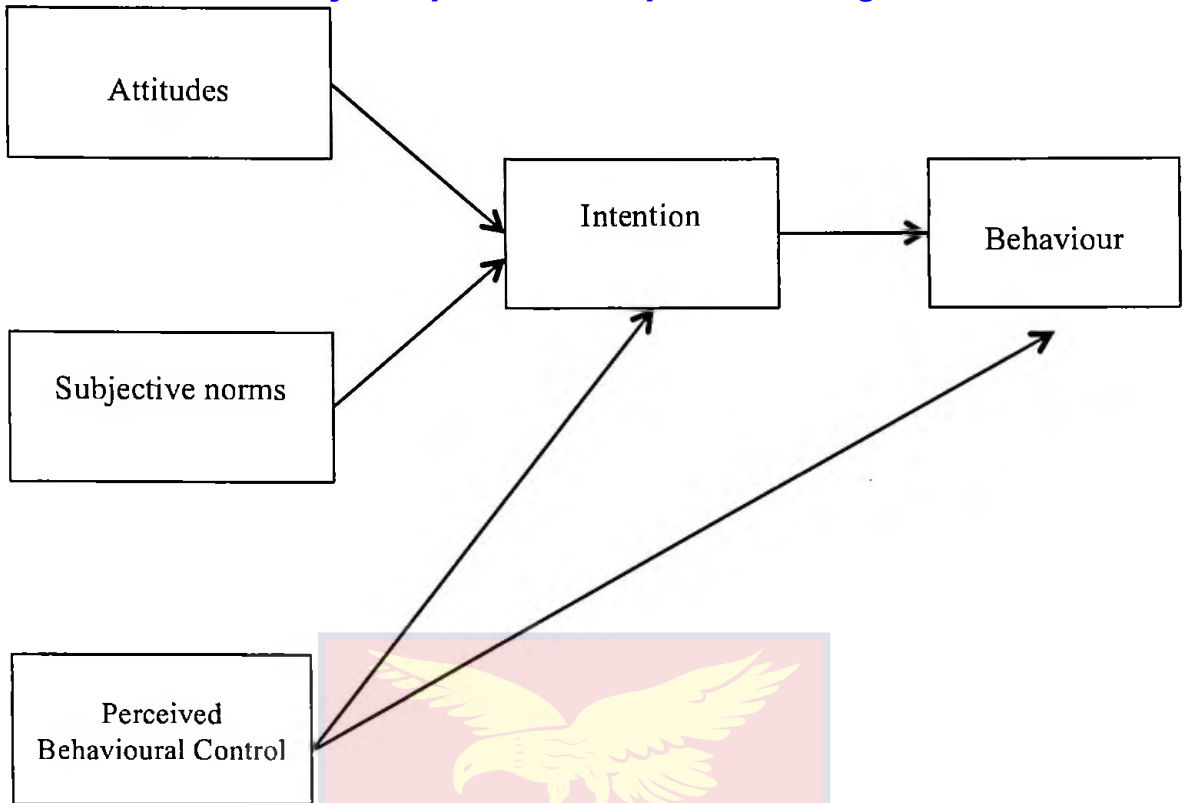 Attitudes
Intention
Behaviour
Subjective norms
Perceived
Behavioural Control